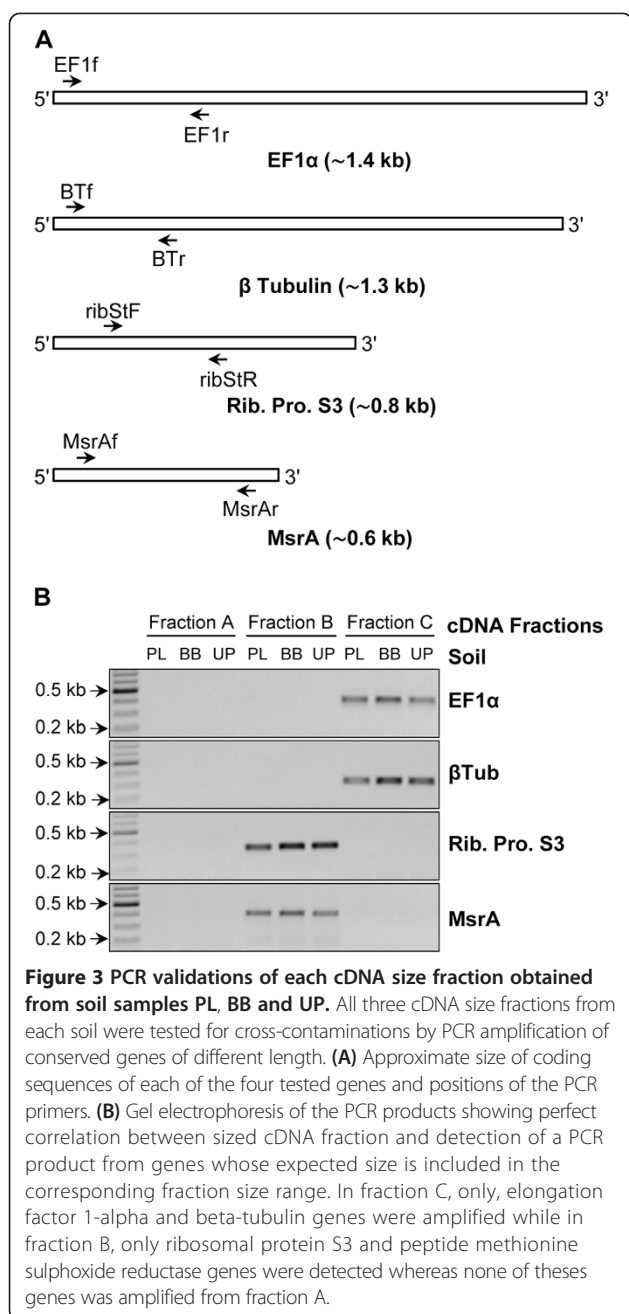 A
EF1f
5' 3'
EF1r
EF1α (~1.4 kb)
BTf
5' 3'
BTr
β Tubulin (~1.3 kb)
ribStF
5' 3'
ribStR
Rib. Pro. S3 (~0.8 kb)
MsrAf
5' 3'
MsrAr
MsrA (~0.6 kb)
B
Fraction A Fraction B Fraction C cDNA Fractions
PL BB UP PL BB UP PL BB UP Soil
0.5 kb EF1α
0.2 kb
0.5 kb βTub
0.2 kb
0.5 kb Rib. Pro. S3
0.2 kb
0.5 kb MsrA
0.2 kb
Figure 3 PCR validations of each cDNA size fraction obtained
from soil samples PL, BB and UP. All three cDNA size fractions from
each soil were tested for cross-contaminations by PCR amplification of
conserved genes of different length. (A) Approximate size of coding
sequences of each of the four tested genes and positions of the PCR
primers. (B) Gel electrophoresis of the PCR products showing perfect
correlation between sized cDNA fraction and detection of a PCR
product from genes whose expected size is included in the
corresponding fraction size range. In fraction C, only, elongation
factor 1-alpha and beta-tubulin genes were amplified while in
fraction B, only ribosomal protein S3 and peptide methionine
sulphoxide reductase genes were detected whereas none of theses
genes was amplified from fraction A.